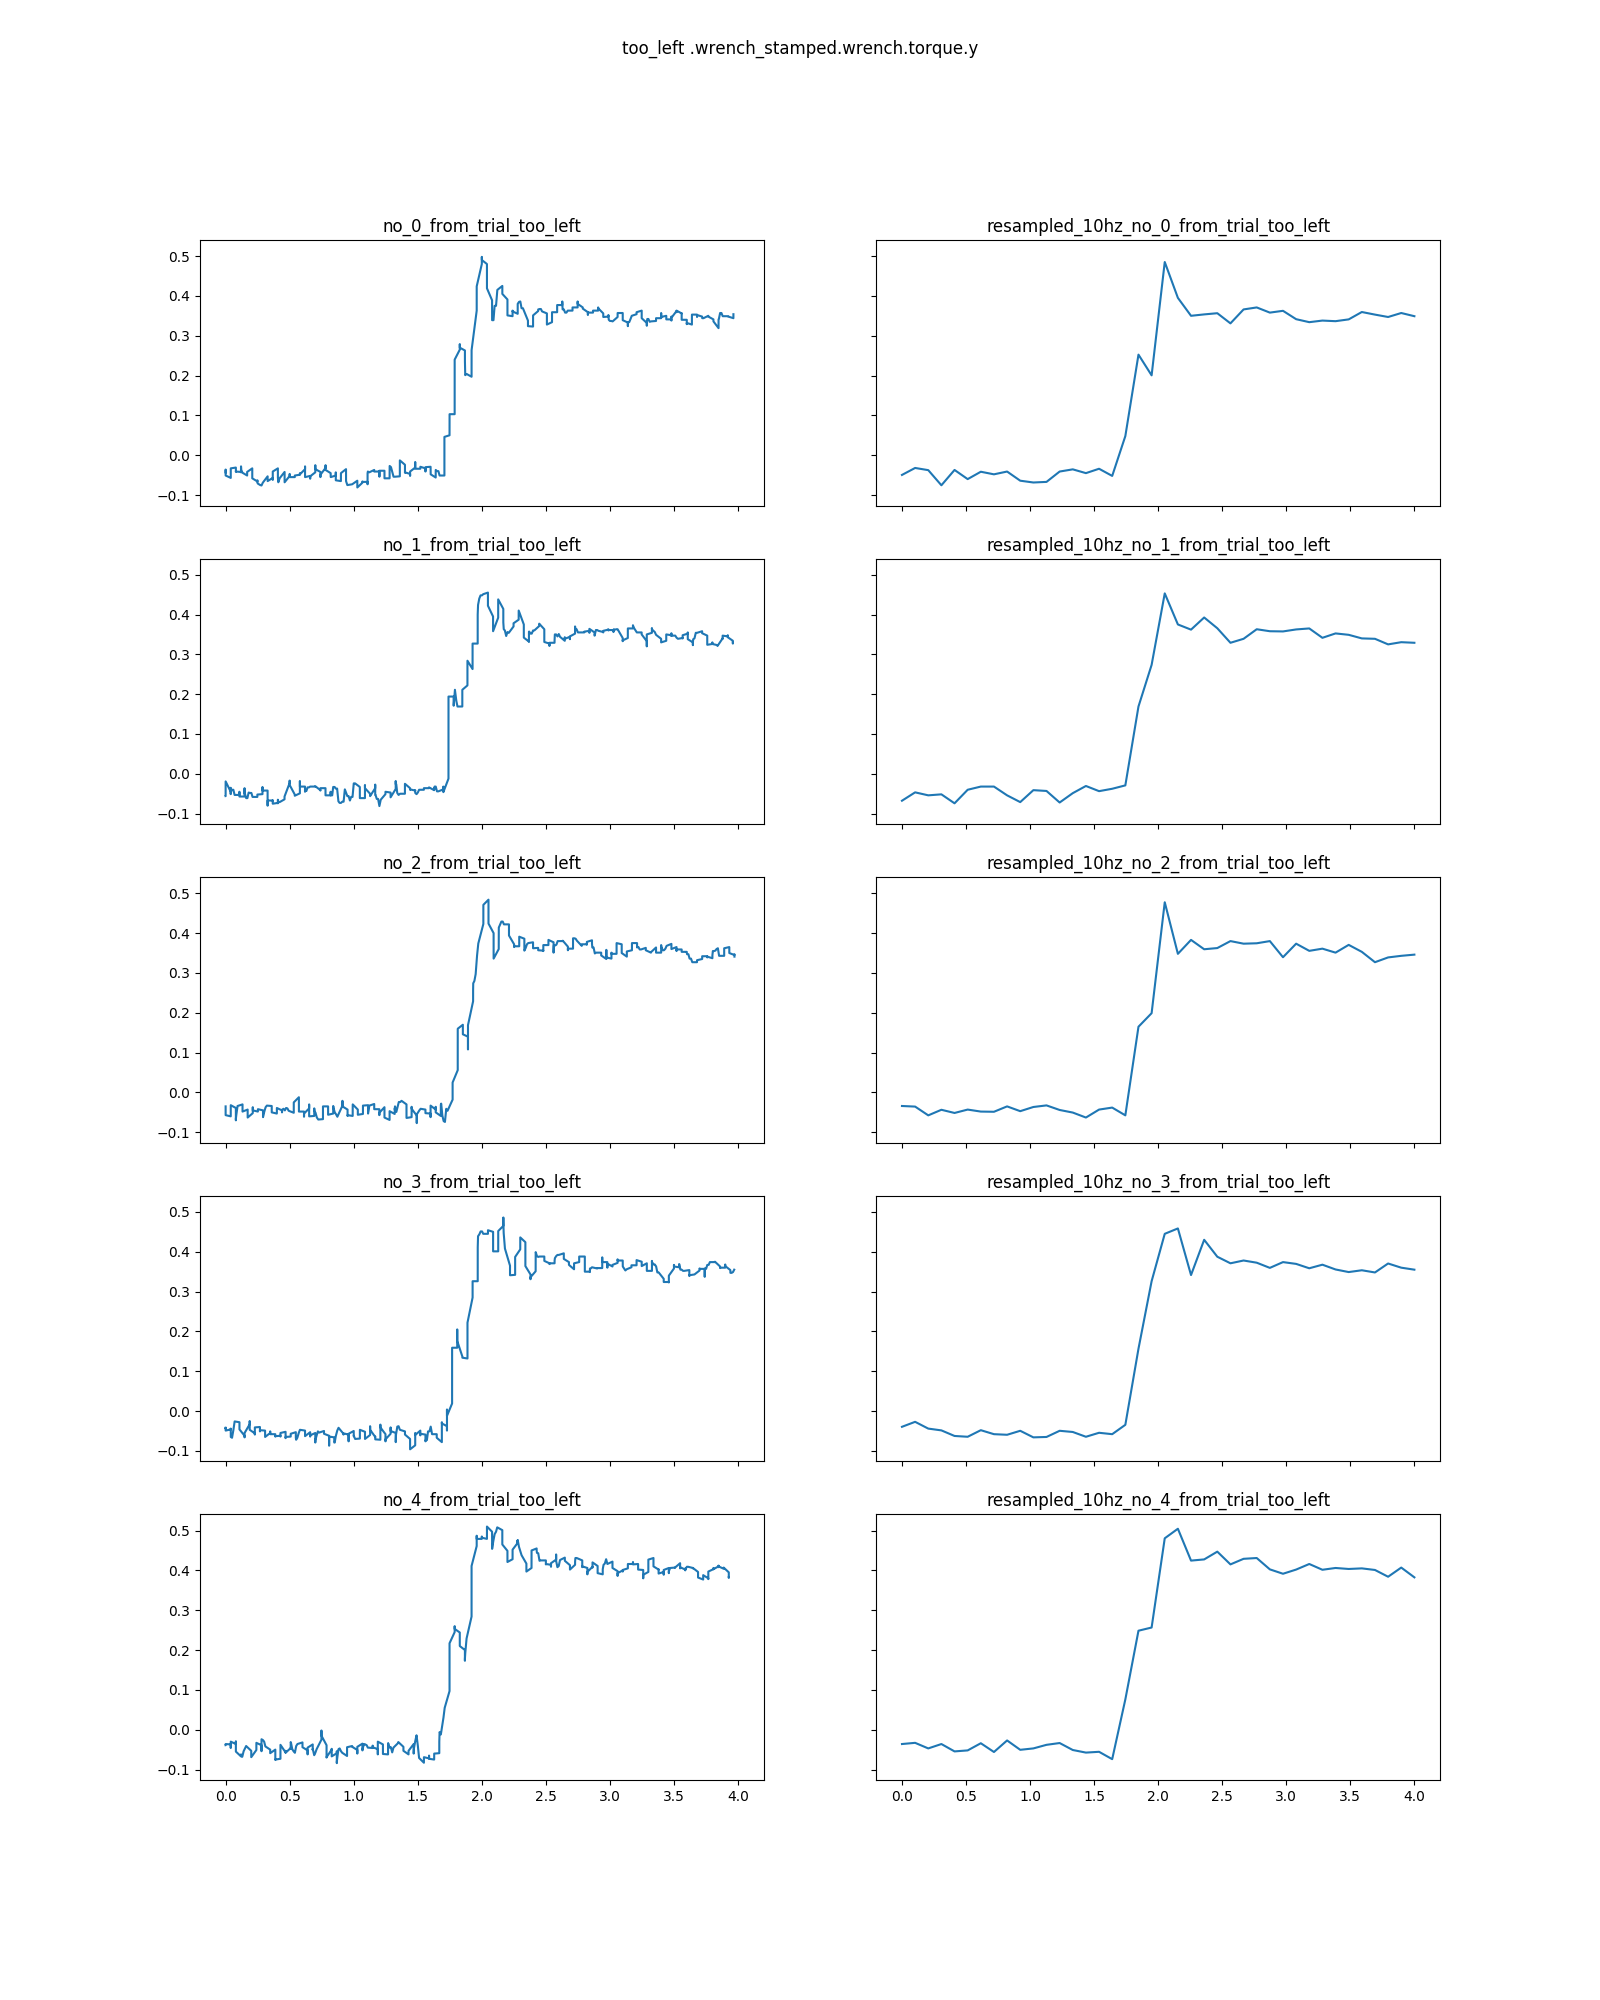 too_left .wrench_stamped.wrench.torque.y
no_0_from_trial_too_left
resampled_10hz_no_0_from_trial_too_left
0.5
0.4
0.3
0.2
0.1
0.0
−0.1
no_1_from_trial_too_left
resampled_10hz_no_1_from_trial_too_left
0.5
0.4
0.3
0.2
0.1
0.0
−0.1
no_2_from_trial_too_left
resampled_10hz_no_2_from_trial_too_left
0.5
0.4
0.3
0.2
0.1
0.0
−0.1
no_3_from_trial_too_left
resampled_10hz_no_3_from_trial_too_left
0.5
0.4
0.3
0.2
0.1
0.0
−0.1
no_4_from_trial_too_left
resampled_10hz_no_4_from_trial_too_left
0.5
0.4
0.3
0.2
0.1
0.0
−0.1
0.0 0.5 1.0 1.5 2.0 2.5 3.0 3.5 4.0
0.0 0.5 1.0 1.5 2.0 2.5 3.0 3.5 4.0